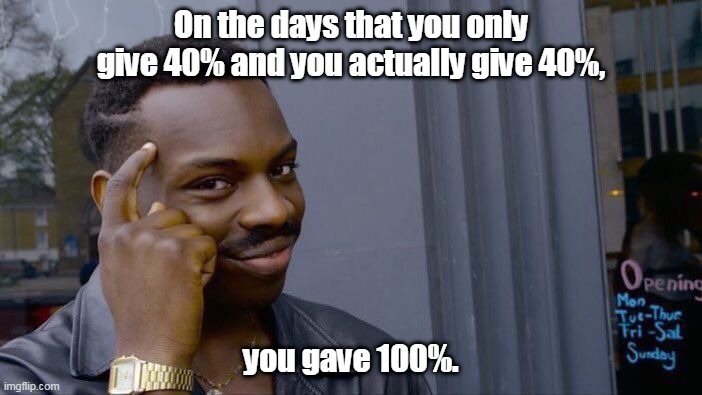 On the days that you only
give 40% and you actually give 40%,
Opening
Mon
Tue-Thur
Fri-Sat
Sunday
you gave 100%.
imgflip.com